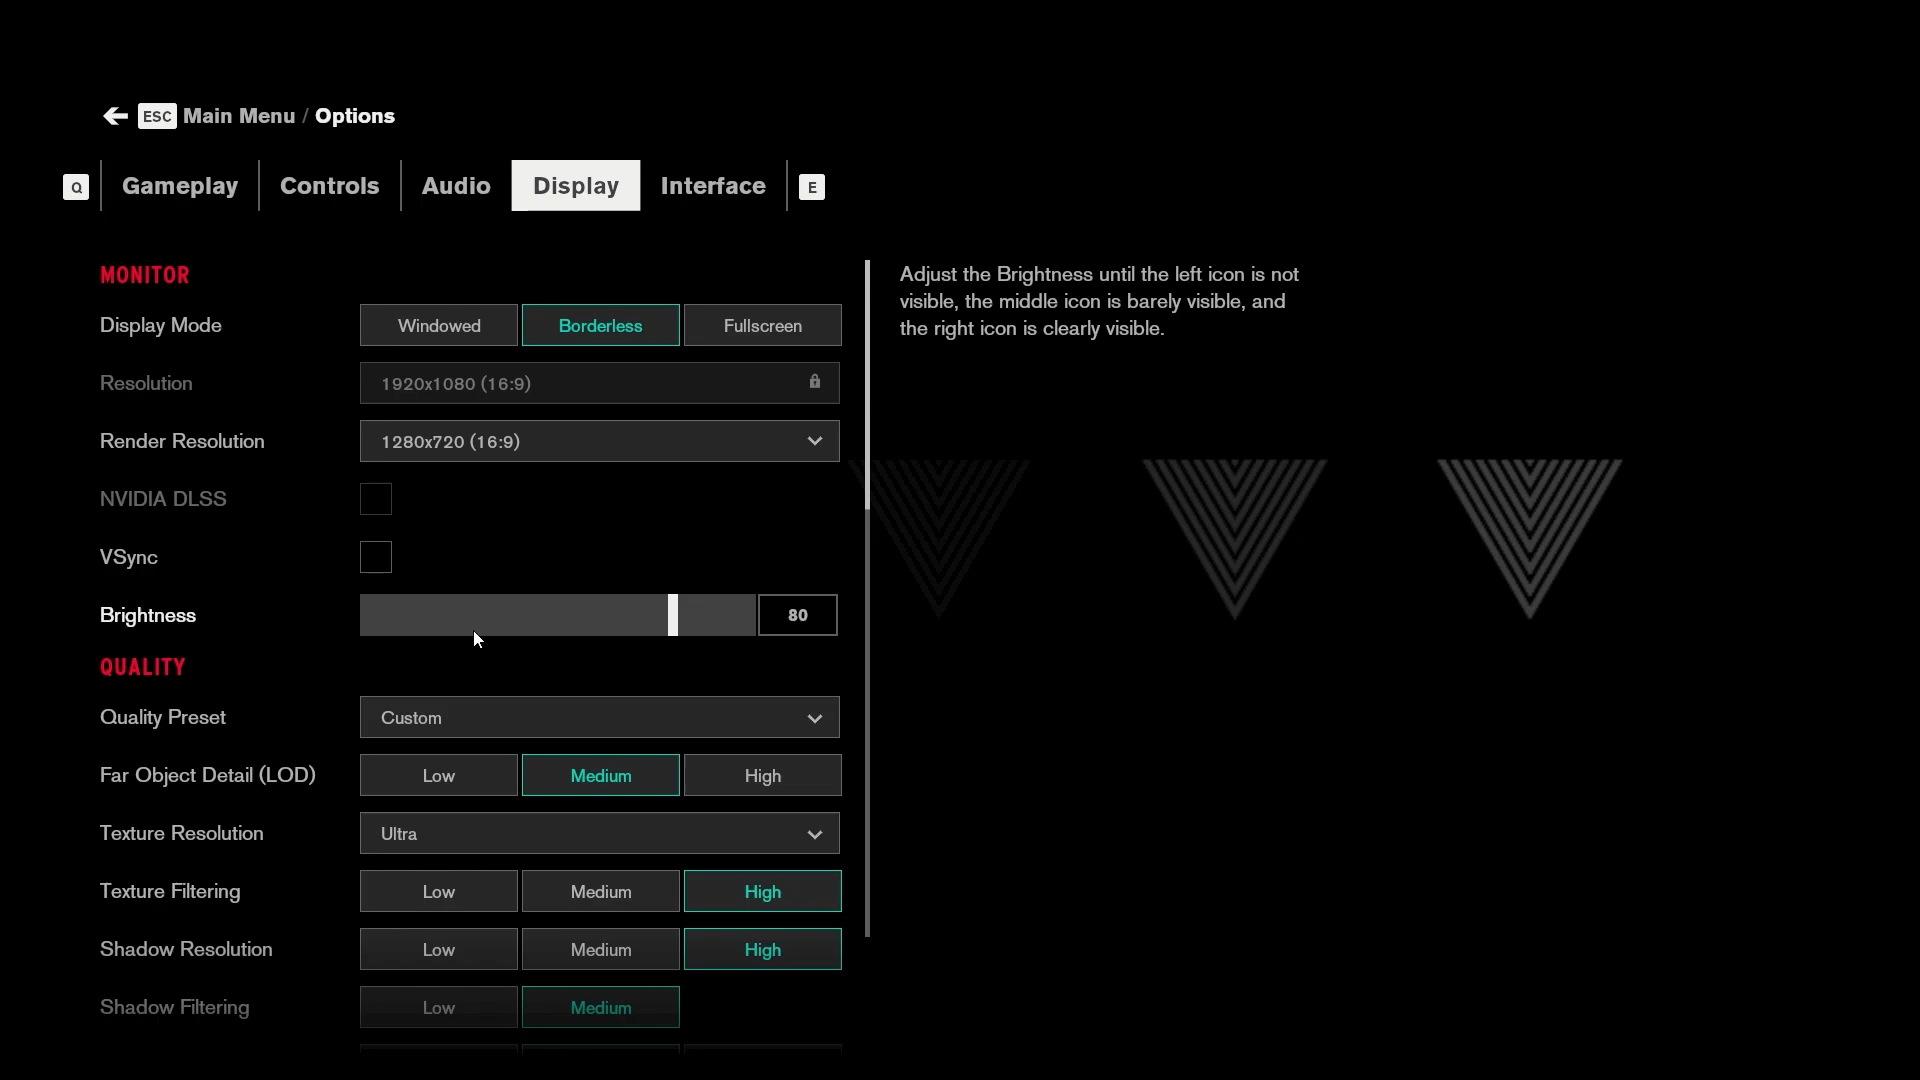 ESC Main Menu / Options
Q Gameplay Controls Audio Display Interface E
MONITOR
Display Mode Windowed Borderless Fullscreen
Resolution 1920x1080 (16:9)
Render Resolution 1280x720 (16:9)
NVIDIA DLSS
VSync
Brightness 80
QUALITY
Quality Preset Custom
Far Object Detail (LOD) Low Medium High
Texture Resolution Ultra
Texture Filtering Low Medium High
Shadow Resolution Low Medium High
Shadow Filtering Low Medium
Adjust the Brightness until the left icon is not
visible, the middle icon is barely visible, and
the right icon is clearly visible.